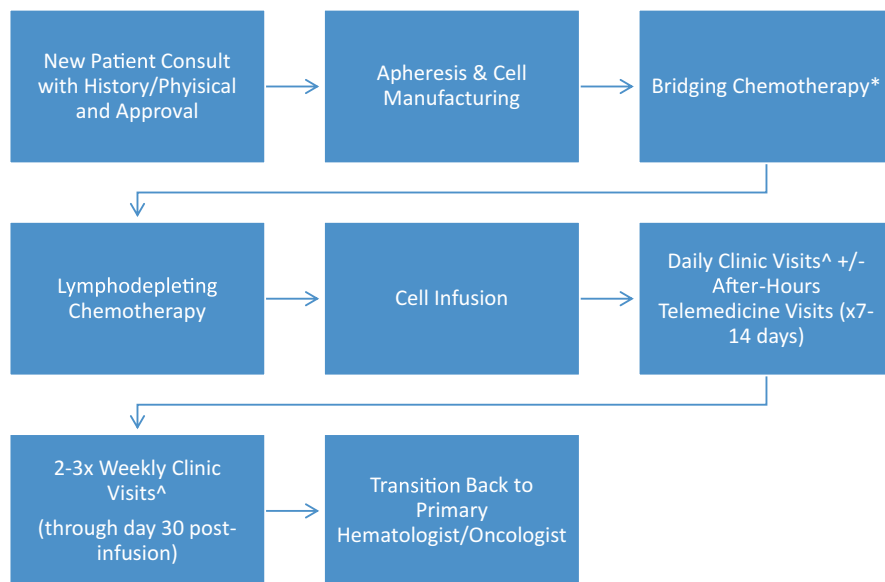 New Patient Consult
with History/Phyisical
and Approval
Apheresis & Cell
Manufacturing
Bridging Chemotherapy*
Lymphodepleting
Chemotherapy
Cell Infusion
Daily Clinic Visits^ +/-
After-Hours
Telemedicine Visits (x7-
14 days)
2-3x Weekly Clinic
Visits^
(through day 30 post-
infusion)
Transition Back to
Primary
Hematologist/Oncologist